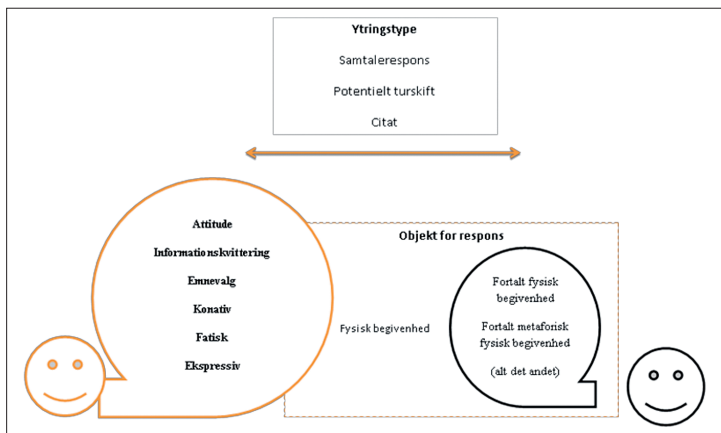 Ytringstype
Samtalerespons
Potentielt turskift
Citat
Attitude
Informationskvittering
Emnevalg
Konativ
Fatisk
Ekspressiv
Objekt for respons
Fysisk begivenhed
Fortalt fysisk
begivenhed
Fortalt metaforisk
fysisk begivenhed
(alt det andet)